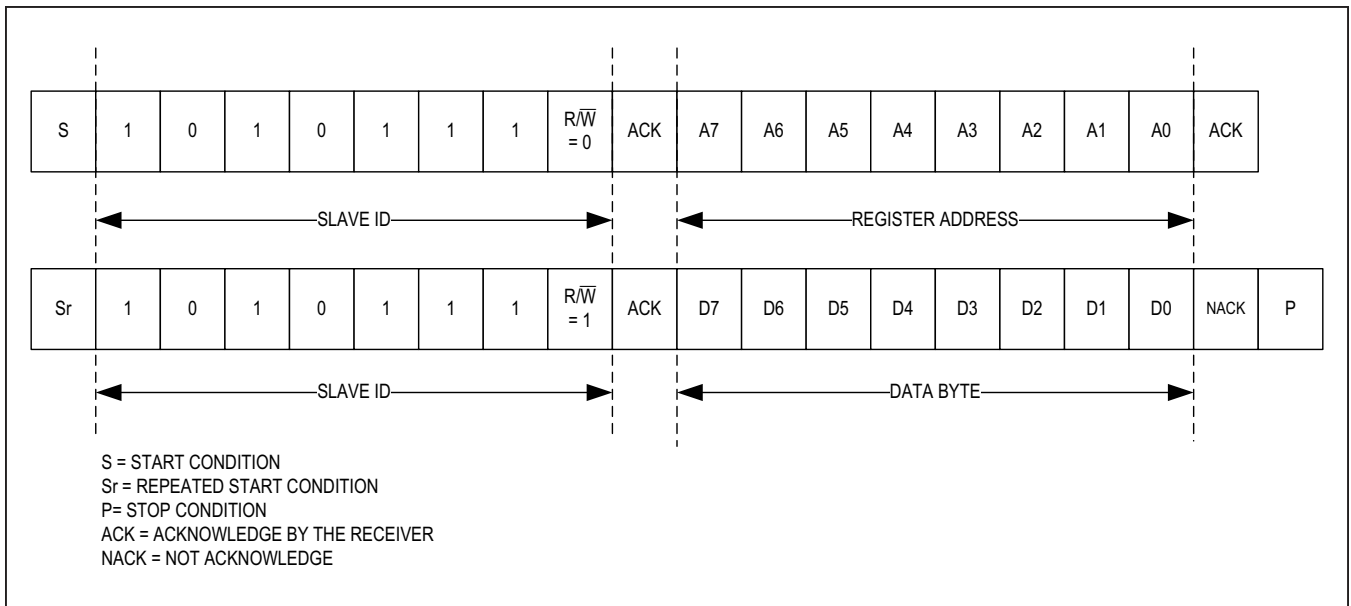 S 1 0 1 0 1 1 1 R/W̅ = 0 ACK A7 A6 A5 A4 A3 A2 A1 A0 ACK
SLAVE ID REGISTER ADDRESS
Sr 1 0 1 0 1 1 1 R/W̅ = 1 ACK D7 D6 D5 D4 D3 D2 D1 D0 NACK P
SLAVE ID DATA BYTE
S = START CONDITION
Sr = REPEATED START CONDITION
P= STOP CONDITION
ACK = ACKNOWLEDGE BY THE RECEIVER
NACK = NOT ACKNOWLEDGE